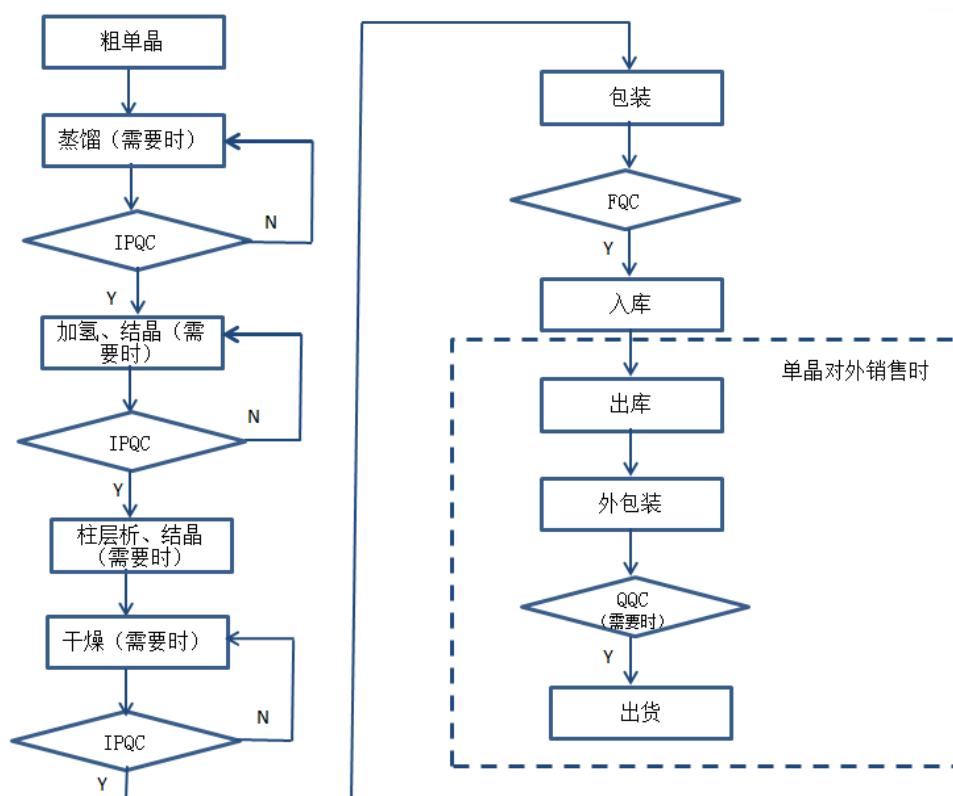 粗单晶
蒸馏（需要时）
N
IPQC
Y
加氢、结晶（需
要时）
N
IPQC
Y
柱层析、结晶
（需要时）
干燥（需要时）
N
IPQC
Y
包装
FQC
Y
入库
单晶对外销售时
出库
外包装
QQC
（需要时）
Y
出货